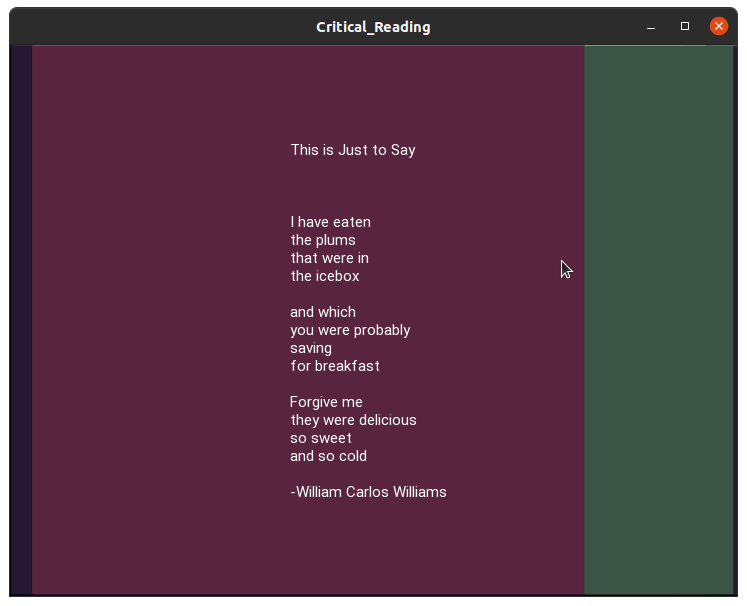 Critical_Reading
This is Just to Say
I have eaten
the plums
that were in
the icebox
and which
you were probably
saving
for breakfast
Forgive me
they were delicious
so sweet
and so cold
-William Carlos Williams